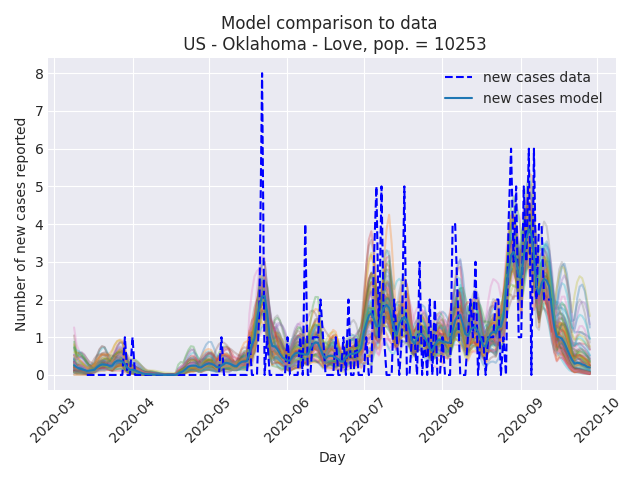 Model comparison to data
US - Oklahoma - Love, pop. = 10253
new cases data
new cases model
Number of new cases reported
8
7
6
5
4
3
2
1
0
2020-03
2020-04
2020-05
2020-06
2020-07
2020-08
2020-09
2020-10
Day